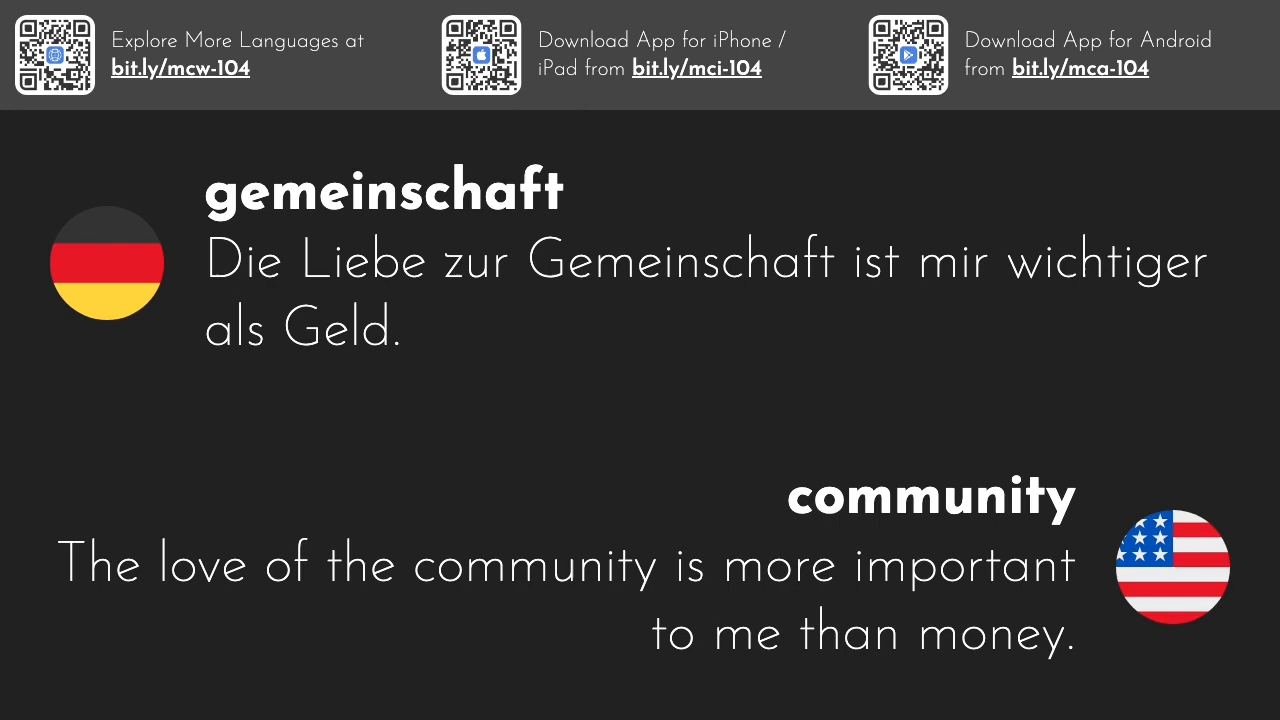 Explore More Languages at
bit.ly/mcw-104
Download App for iPhone /
iPad from bit.ly/mci-104
Download App for Android
from bit.ly/mca-104
gemeinschaft
Die Liebe zur Gemeinschaft ist mir wichtiger
als Geld.
community
The love of the community is more important
to me than money.